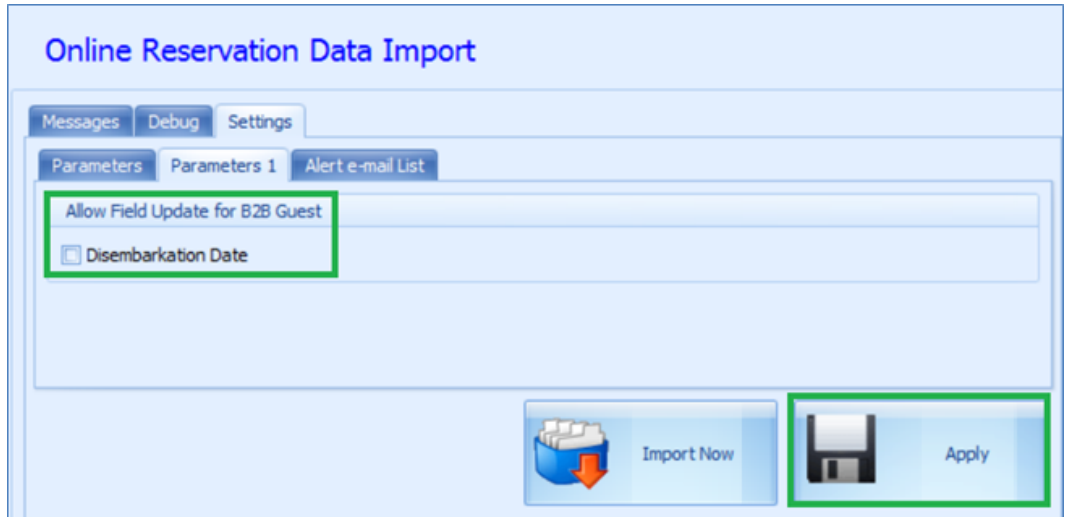 Online Reservation Data Import
Messages Debug Settings
Parameters Parameters 1 Alert e-mail List
Allow Field Update for B2B Guest
Disembarkation Date
Import Now Apply